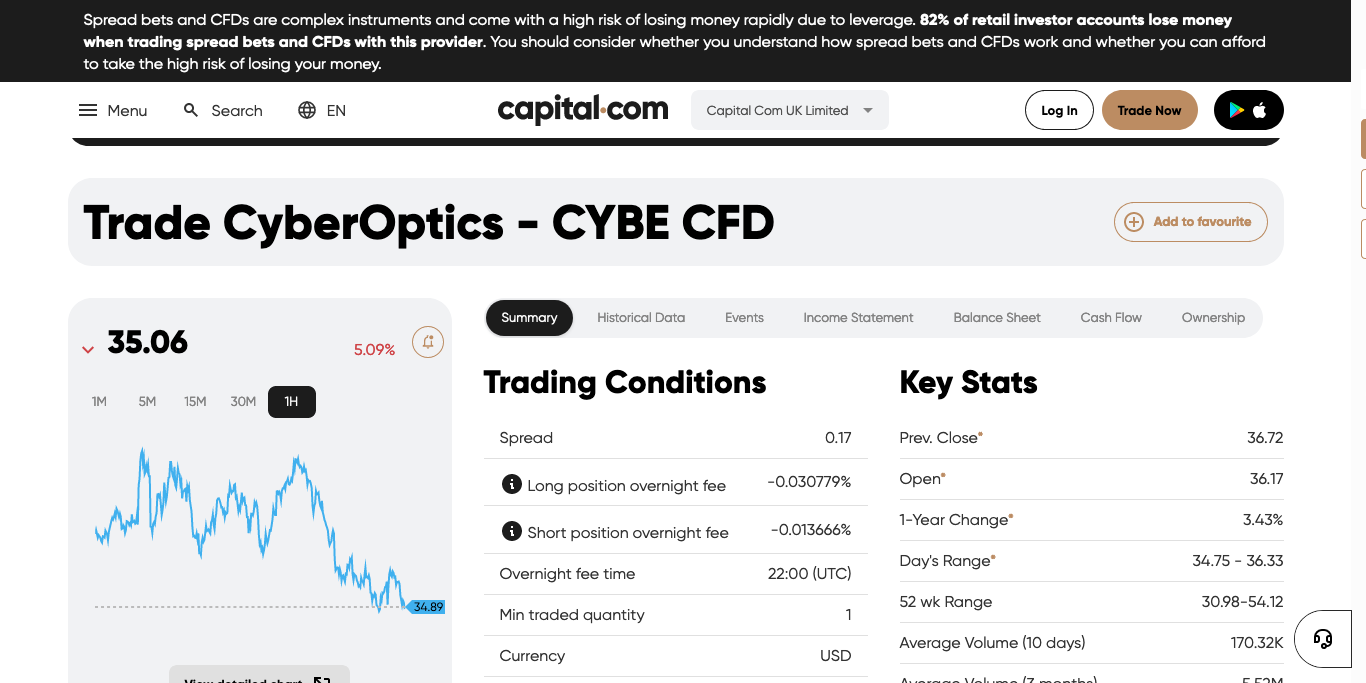 Spread bets and CFDs are complex instruments and come with a high risk of losing money rapidly due to leverage. 82% of retail investor accounts lose money
when trading spread bets and CFDs with this provider. You should consider whether you understand how spread bets and CFDs work and whether you can afford
to take the high risk of losing your money.
Menu
Search
EN
capital.com
Capital Com UK Limited
Log In
Trade Now
Trade CyberOptics - CYBE CFD
Add to favourite
35.06
5.09%
1M
5M
15M
30M
1H
34.89
View detailed chart
Summary
Historical Data
Events
Income Statement
Balance Sheet
Cash Flow
Ownership
Trading Conditions
Spread 0.17
Long position overnight fee -0.030779%
Short position overnight fee -0.013666%
Overnight fee time 22:00 (UTC)
Min traded quantity 1
Currency USD
Key Stats
Prev. Close* 36.72
Open* 36.17
1-Year Change* 3.43%
Day's Range* 34.75 - 36.33
52 wk Range 30.98-54.12
Average Volume (10 days) 170.32K
Average Volume (3 months) 5.52M